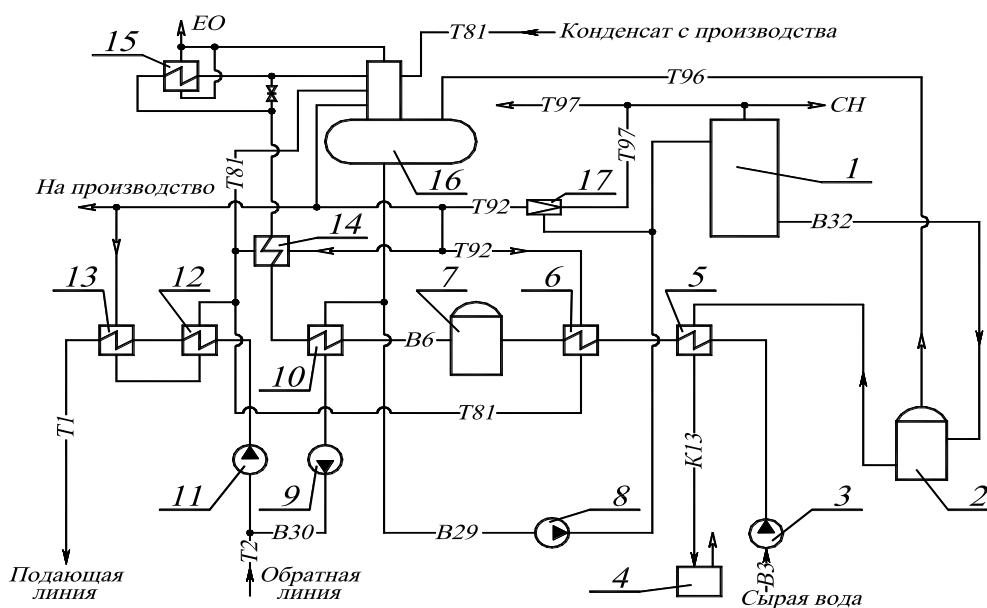 ЕО
15
Т81
Конденсат с производства
Т96
Т97
СН
Т97
Т81
16
1
На производство
17
Т92
В32
14
Т92
13
12
7
6
5
В6
10
Т81
Т1
К13
11
9
8
3
2
В30
В29
Т2
4
В3
Подающая
линия
Обратная
линия
Сырая вода